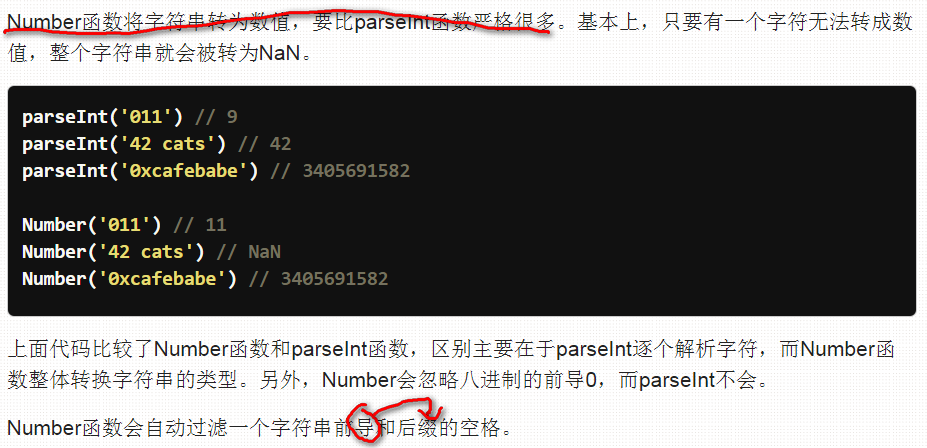 Number函数将字符串转为数值，要比parseInt函数严格很多。基本上，只要有一个字符无法转成数
值，整个字符串就会被转为NaN。
parseInt('011') // 9
parseInt('42 cats') // 42
parseInt('0xcafebabe') // 3405691582
Number('011') // 11
Number('42 cats') // NaN
Number('0xcafebabe') // 3405691582
上面代码比较了Number函数和parseInt函数，区别主要在于parseInt逐个解析字符，而Number函
数整体转换字符串的类型。另外，Number会忽略八进制的前导0，而parseInt不会。
Number函数会自动过滤一个字符串前导和后缀的空格。